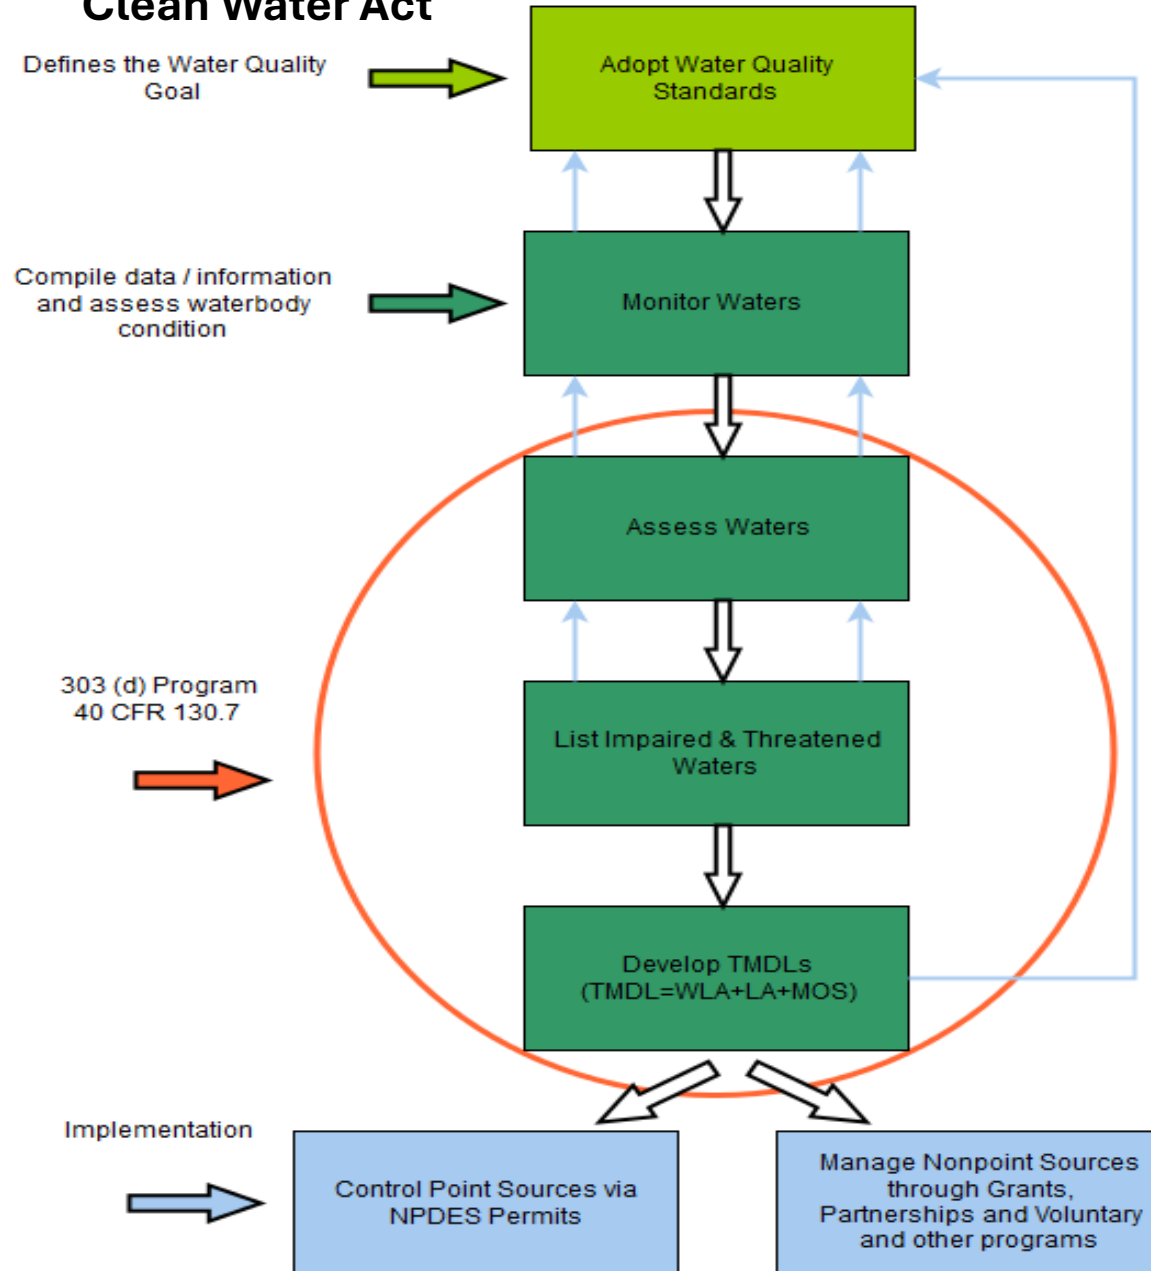 Clean Water Act
Defines the Water Quality
Goal
Adopt Water Quality
Standards
Compile data / information
and assess waterbody
condition
Monitor Waters
Assess Waters
303 (d) Program
40 CFR 130.7
List Impaired & Threatened
Waters
Develop TMDLs
(TMDL=WLA+LA+MOS)
Implementation
Control Point Sources via
NPDES Permits
Manage Nonpoint Sources
through Grants,
Partnerships and Voluntary
and other programs